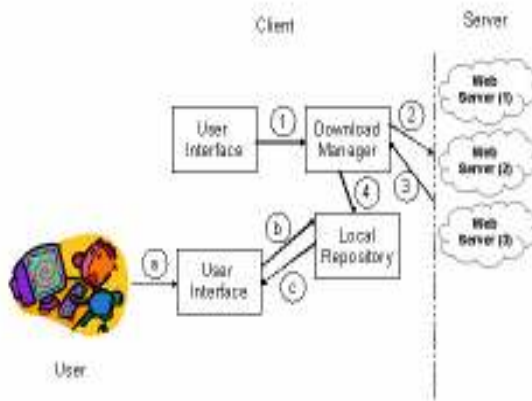 Client
Server
Web
Server (1)
1
2
User
Interface
Download
Manager
Web
Server (2)
3
4
b
Local
Repository
Web
Server (3)
a
User
Interface
c
User